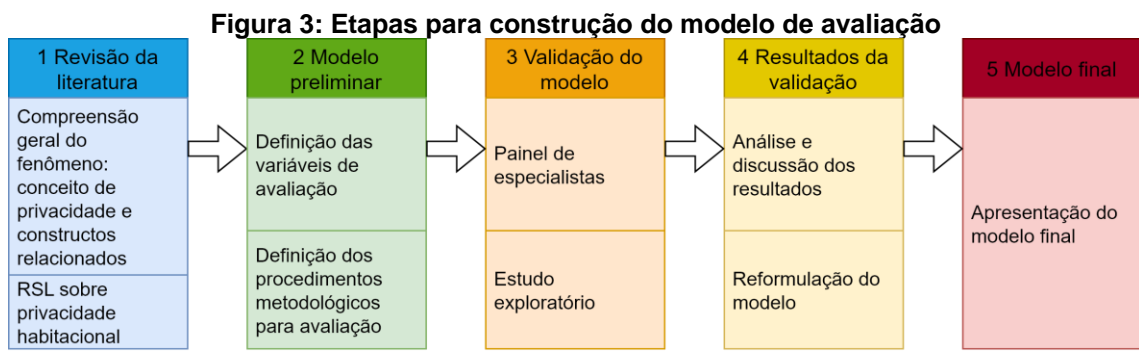 Figura 3: Etapas para construção do modelo de avaliação
1 Revisão da
literatura
Compreensão
geral do
fenômeno:
conceito de
privacidade e
constructos
relacionados
RSL sobre
privacidade
habitacional
2 Modelo
preliminar
Definição das
variáveis de
avaliação
Definição dos
procedimentos
metodológicos
para avaliação
3 Validação do
modelo
Painel de
especialistas
Estudo
exploratório
4 Resultados da
validação
Análise e
discussão dos
resultados
Reformulação do
modelo
5 Modelo final
Apresentação do
modelo final